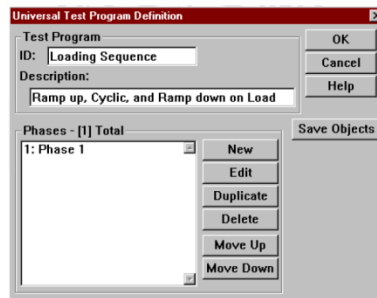 Universal Test Program Definition
Test Program
ID: Loading Sequence
Description:
Ramp up, Cyclic, and Ramp down on Load
OK
Cancel
Help
Save Objects
Phases - [1] Total
1: Phase 1
New
Edit
Duplicate
Delete
Move Up
Move Down